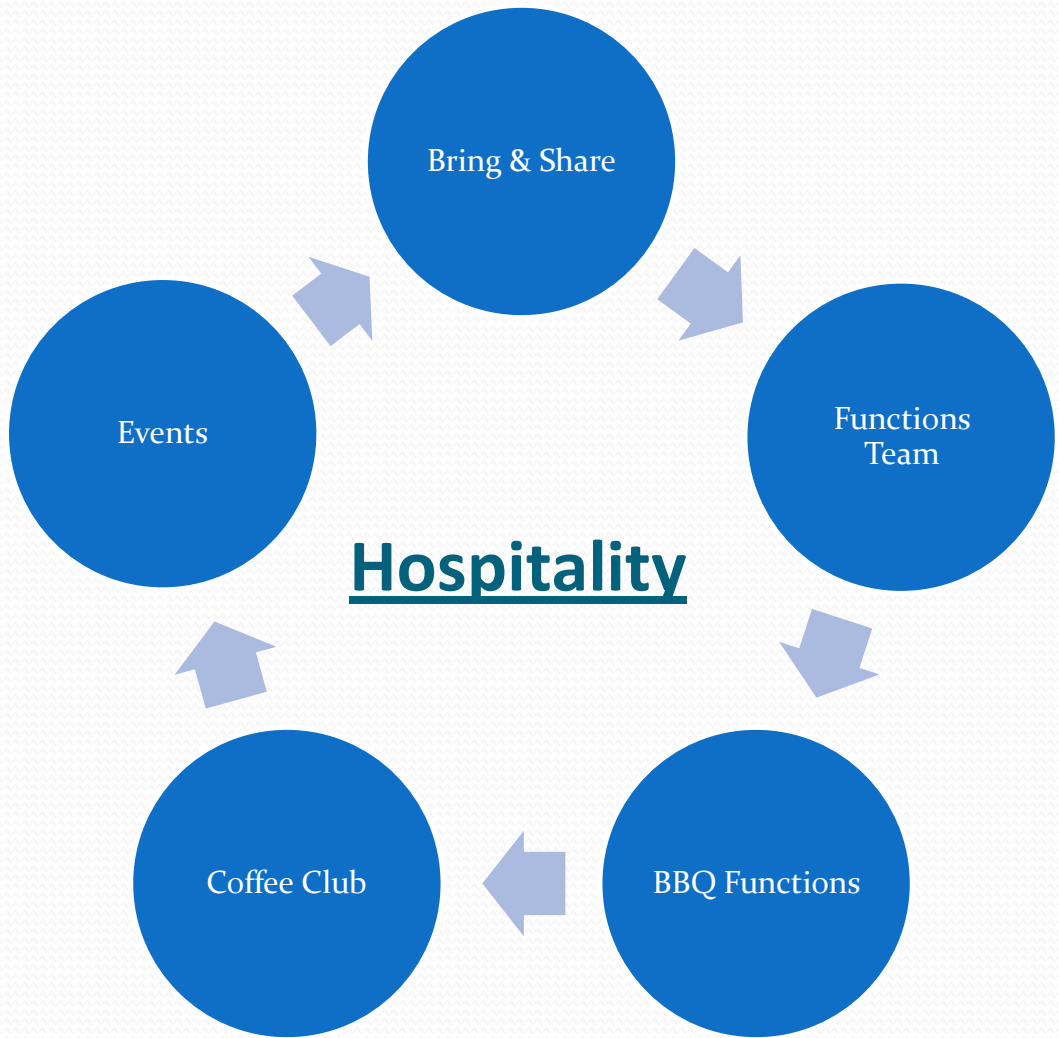 Bring & Share
Functions
Team
Events
Hospitality
BBQ Functions
Coffee Club